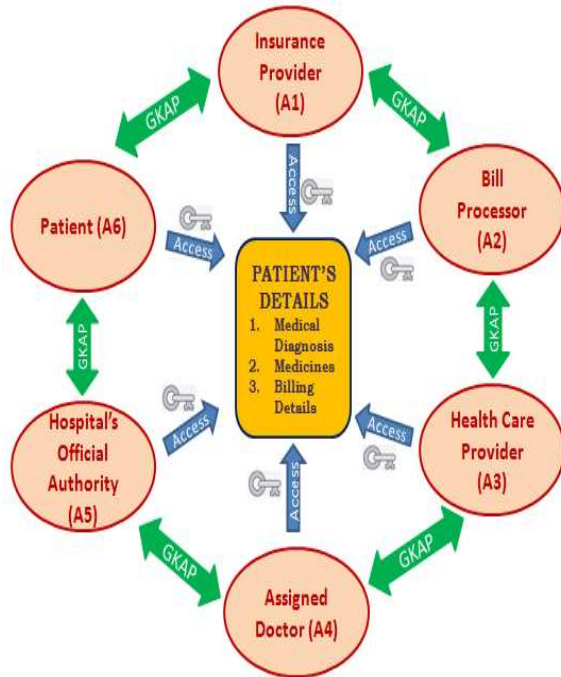 Insurance
Provider
(A1)
GKAP
GKAP
Access
Patient (A6)
Bill
Processor
(A2)
Access
Access
PATIENT'S
DETAILS
1. Medical
Diagnosis
2. Medicines
3. Billing
Details
GKAP
GKAP
Hospital's
Official
Authority
(A5)
Access
Access
Health Care
Provider
(A3)
Access
GKAP
GKAP
Assigned
Doctor (A4)